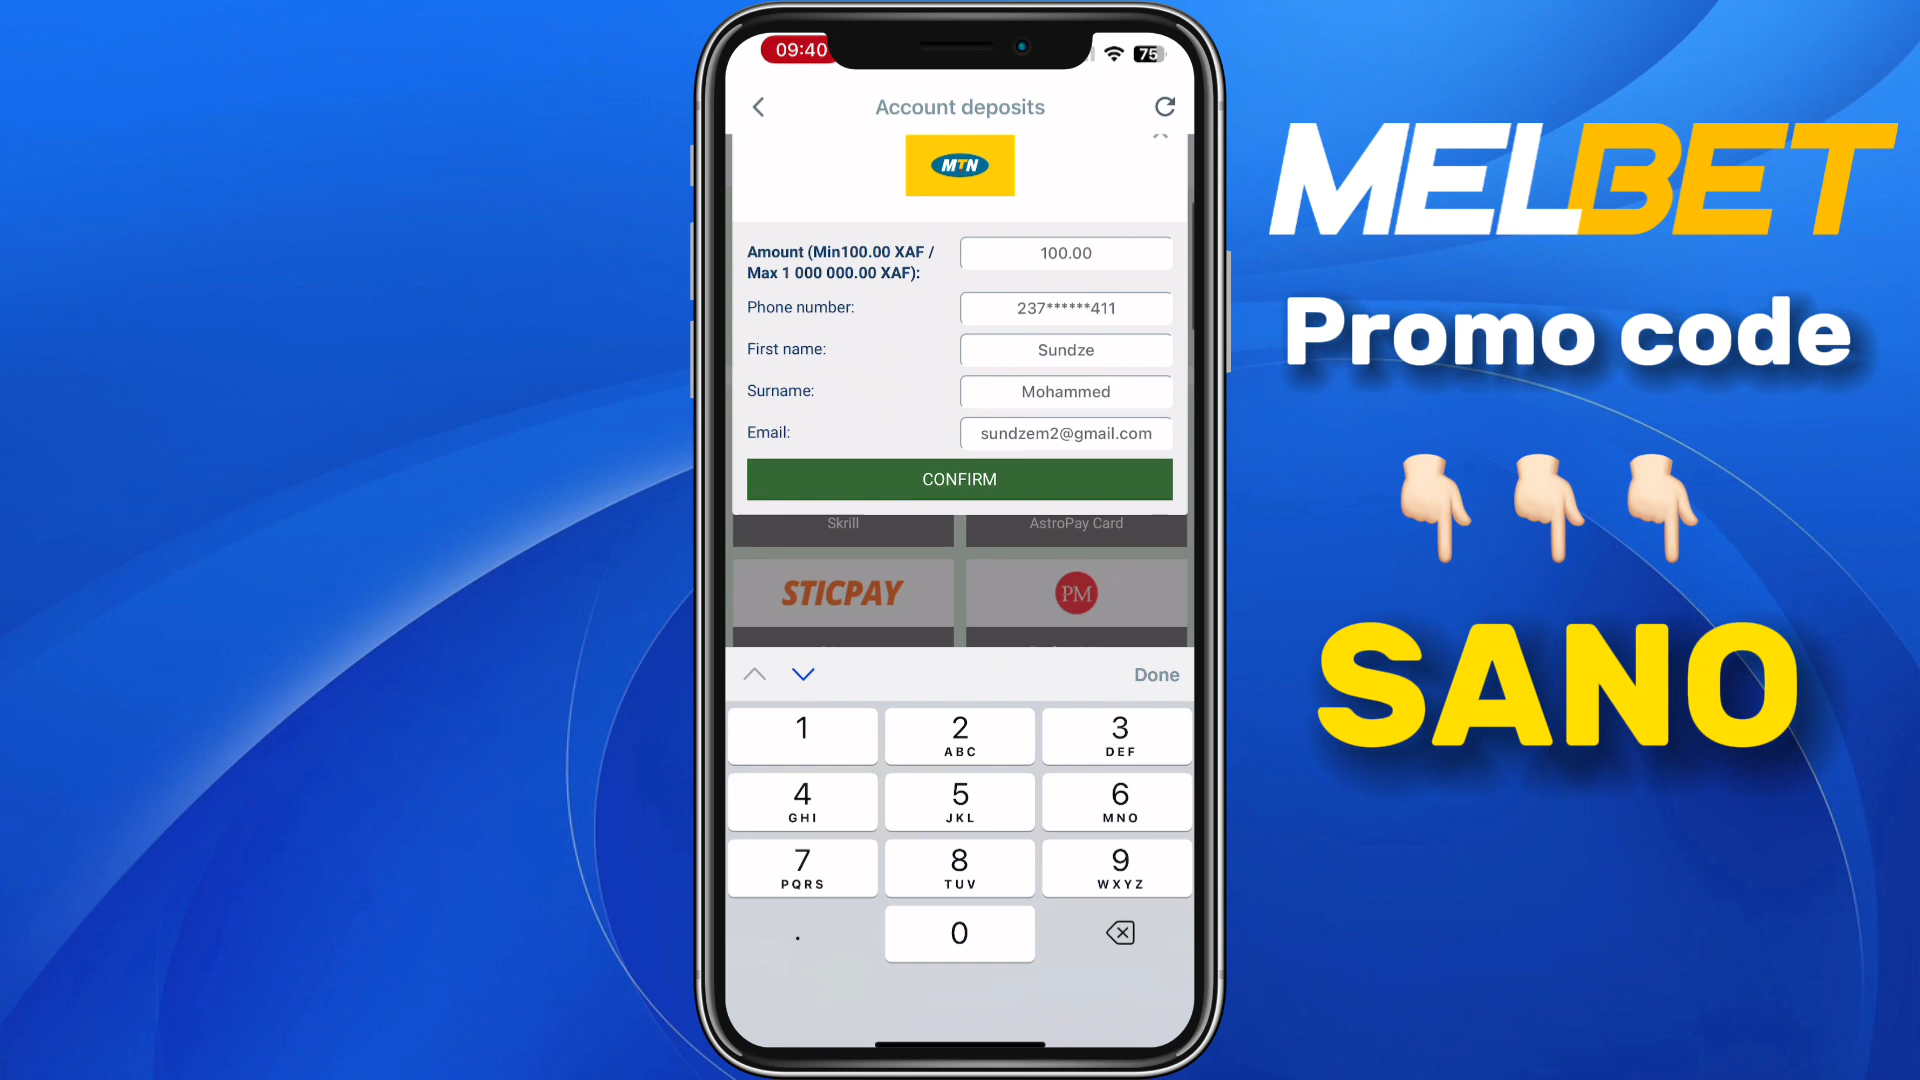 09:40
75
Account deposits
MTN
Amount (Min100.00 XAF /
Max 1 000 000.00 XAF):
100.00
Phone number:
237******411
First name:
Sundze
Surname:
Mohammed
Email:
sundzem2@gmail.com
CONFIRM
Skrill
AstroPay Card
STICPAY
PM
Done
1
2
ABC
3
DEF
4
GHI
5
JKL
6
MNO
7
PQRS
8
TUV
9
WXYZ
.
0
MELBET
Promo code
SANO